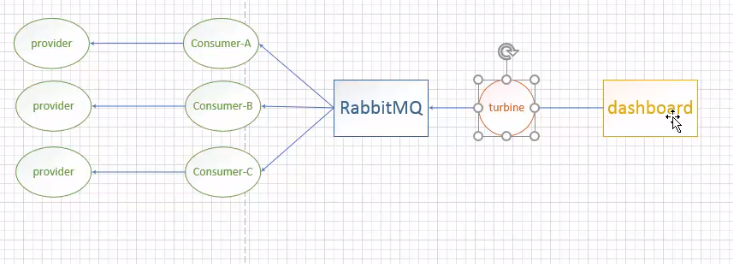 provider
Consumer-A
provider
Consumer-B
RabbitMQ
turbine
dashboard
provider
Consumer-C